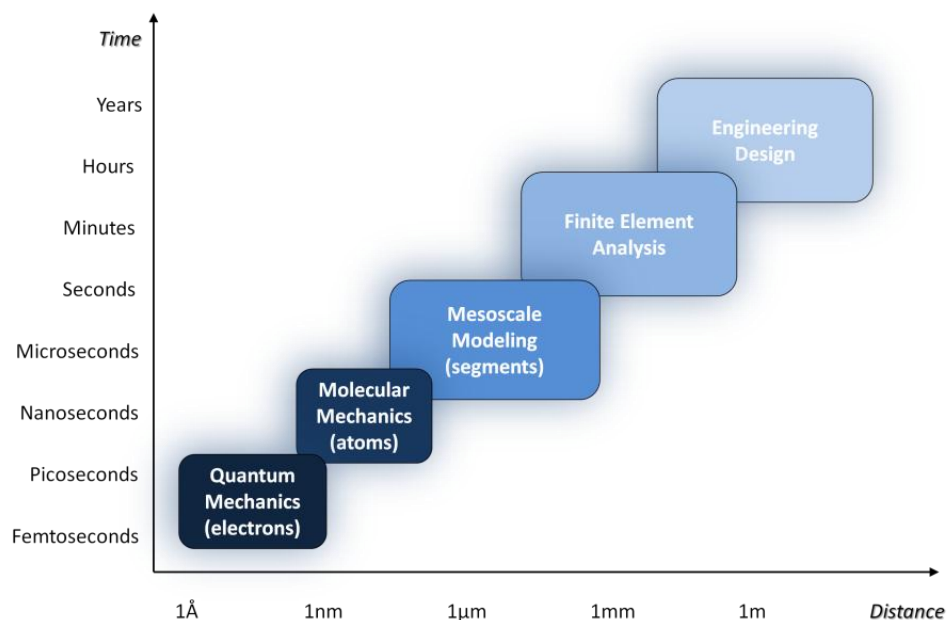 Time
Years
Hours
Minutes
Seconds
Microseconds
Nanoseconds
Picoseconds
Femtoseconds
Engineering
Design
Finite Element
Analysis
Mesoscale
Modeling
(segments)
Molecular
Mechanics
(atoms)
Quantum
Mechanics
(electrons)
1Å 1nm 1μm 1mm 1m Distance